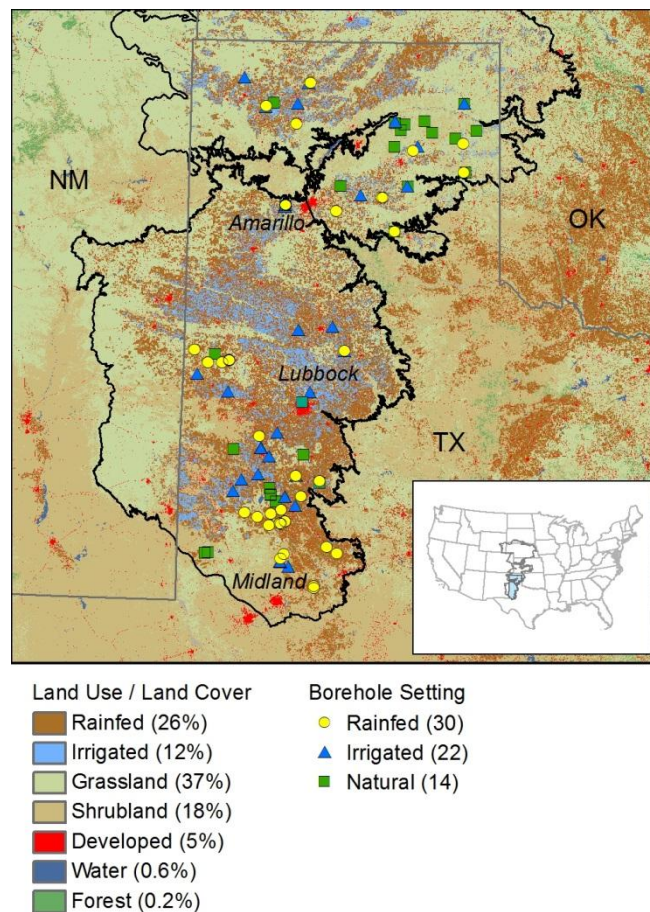 NM
Amarillo
OK
Lubbock
TX
Midland
Land Use / Land Cover
Rainfed (26%)
Irrigated (12%)
Grassland (37%)
Shrubland (18%)
Developed (5%)
Water (0.6%)
Forest (0.2%)
Borehole Setting
Rainfed (30)
Irrigated (22)
Natural (14)